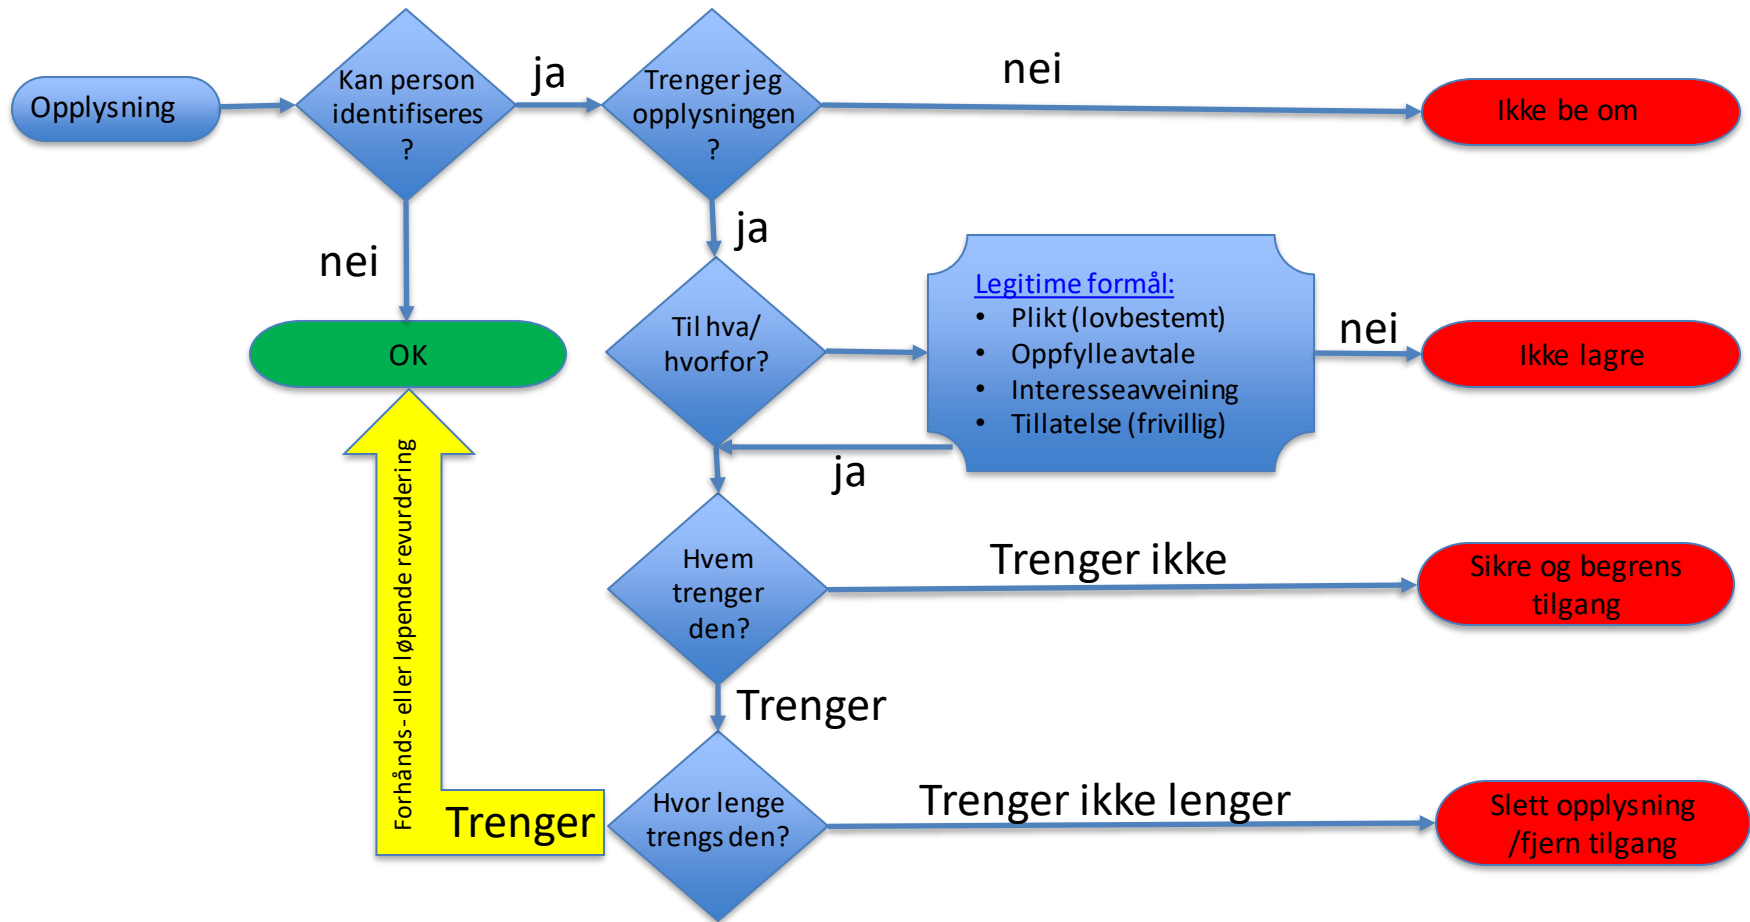 Opplysning
Kan person
identifiseres
?
ja
Trenger jeg
opplysningen
?
nei
Ikke be om
nei
ja
OK
Til hva/
hvorfor?
Legitime formål:
• Plikt (lovbestemt)
• Oppfylle avtale
• Interesseavveining
• Tillatelse (frivillig)
nei
Ikke lagre
ja
Hvem
trenger
den?
Trenger ikke
Sikre og begrens
tilgang
Trenger
Hvor lenge
trengs den?
Trenger ikke lenger
Slett opplysning
/fjern tilgang
Trenger
Forhånds- eller løpende revurdering